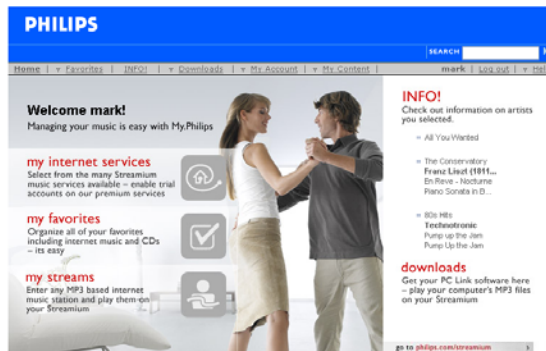 PHILIPS
SEARCH
Home | Favorites | INFO! | Downloads | My Account | My Content |
mark | Log out | Hel
Welcome mark!
Managing your music is easy with My.Philips
my internet services
Select from the many Streamium
music services available – enable trial
accounts on our premium services
my favorites
Organize all of your favorites
including internet music and CDs
– its easy
my streams
Enter any MP3 based internet
music station and play them on
your Streamium
INFO!
Check out information on artists
you selected.
» All You Wanted
» The Conservatory
Franz Liszt (1811...
En Reve - Nocturne
Piano Sonata in B...
» 80s Hits
Technotronic
Pump up the Jam
Pump Up the Jam
downloads
Get your PC Link software here
– play your computer's MP3 files
on your Streamium
go to philips.com/streamium